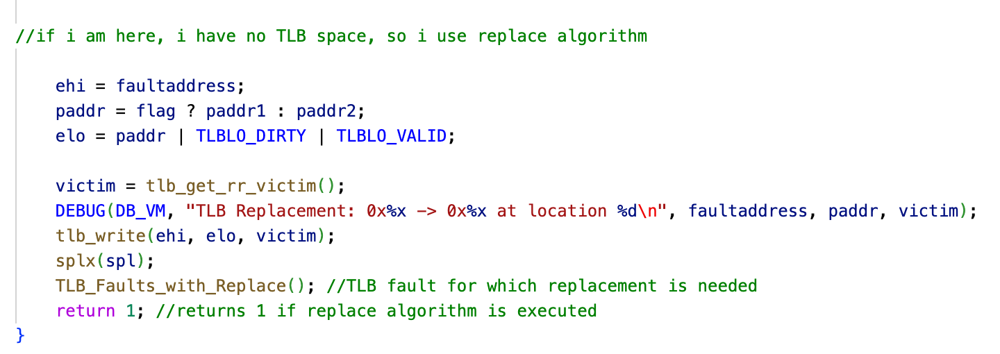 //if i am here, i have no TLB space, so i use replace algorithm
ehi = faultaddress;
paddr = flag ? paddr1 : paddr2;
elo = paddr | TLBLO_DIRTY | TLBLO_VALID;
victim = tlb_get_rr_victim();
DEBUG(DB_VM, "TLB Replacement: 0x%x -> 0x%x at location %d\n", faultaddress, paddr, victim);
tlb_write(ehi, elo, victim);
splx(spl);
TLB_Faults_with_Replace(); //TLB fault for which replacement is needed
return 1; //returns 1 if replace algorithm is executed
}